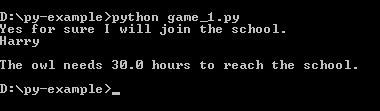 D:\py-example>python game_1.py
Yes for sure I will join the school.
Harry
The owl needs 30.0 hours to reach the school.
D:\py-example>_